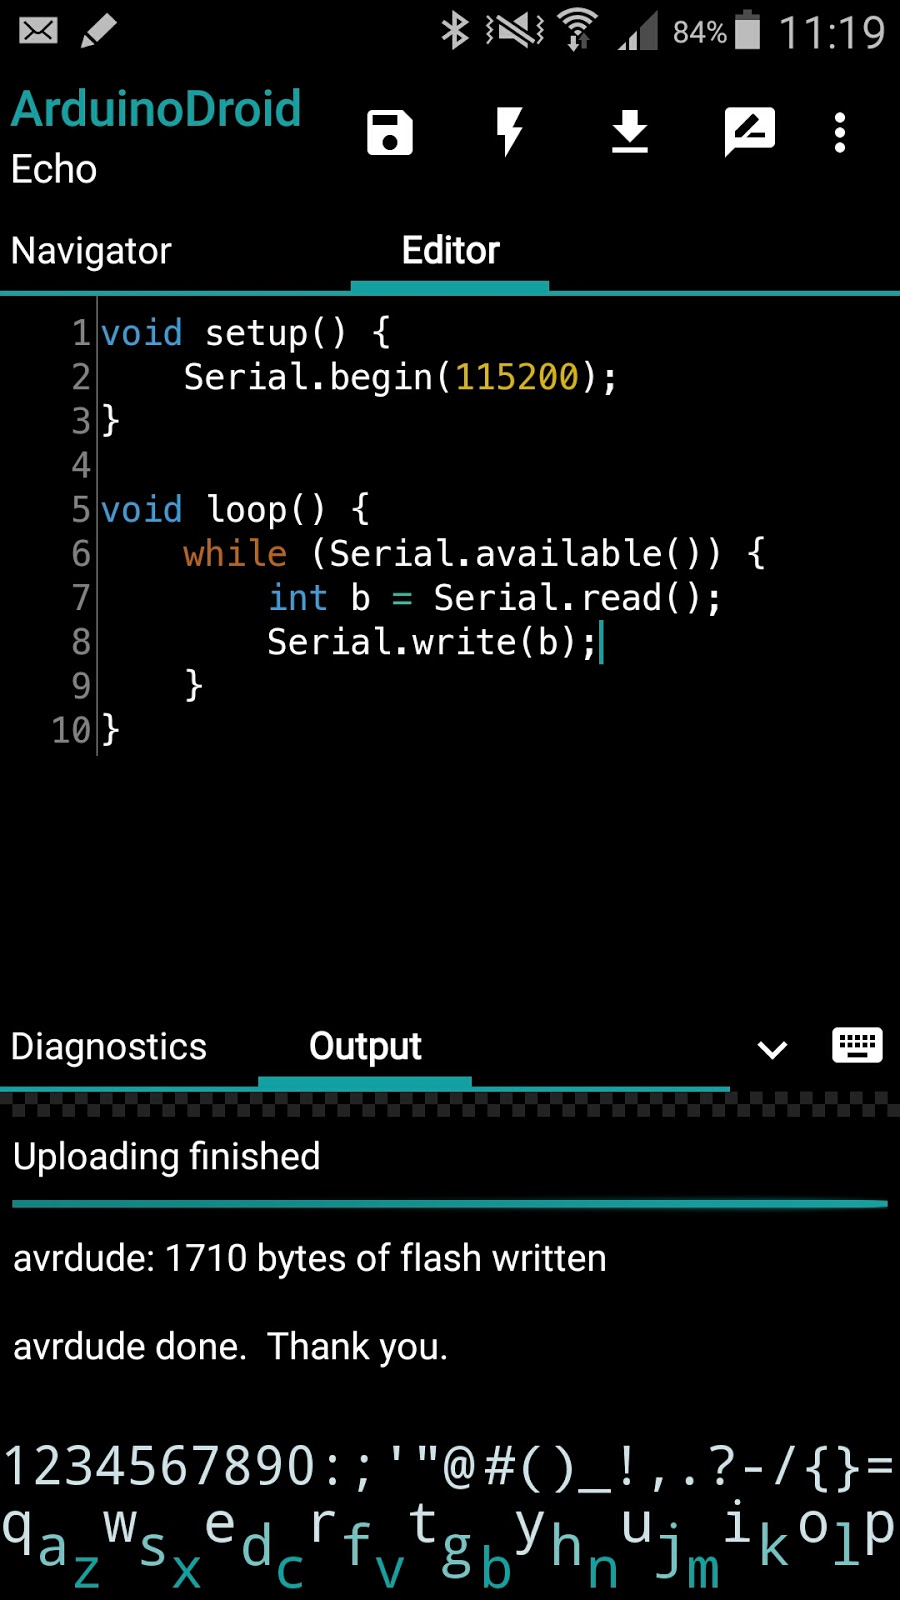 84% 11:19
ArduinoDroid
Echo
Navigator Editor
1 void setup() {
2     Serial.begin(115200);
3 }
4
5 void loop() {
6     while (Serial.available()) {
7         int b = Serial.read();
8         Serial.write(b);
9     }
10 }
Diagnostics Output
Uploading finished
avrdude: 1710 bytes of flash written
avrdude done.  Thank you.
1234567890:;'"@#()_!,.?-/{}=
qazwsxedcrfvtgbyhnujmikolp